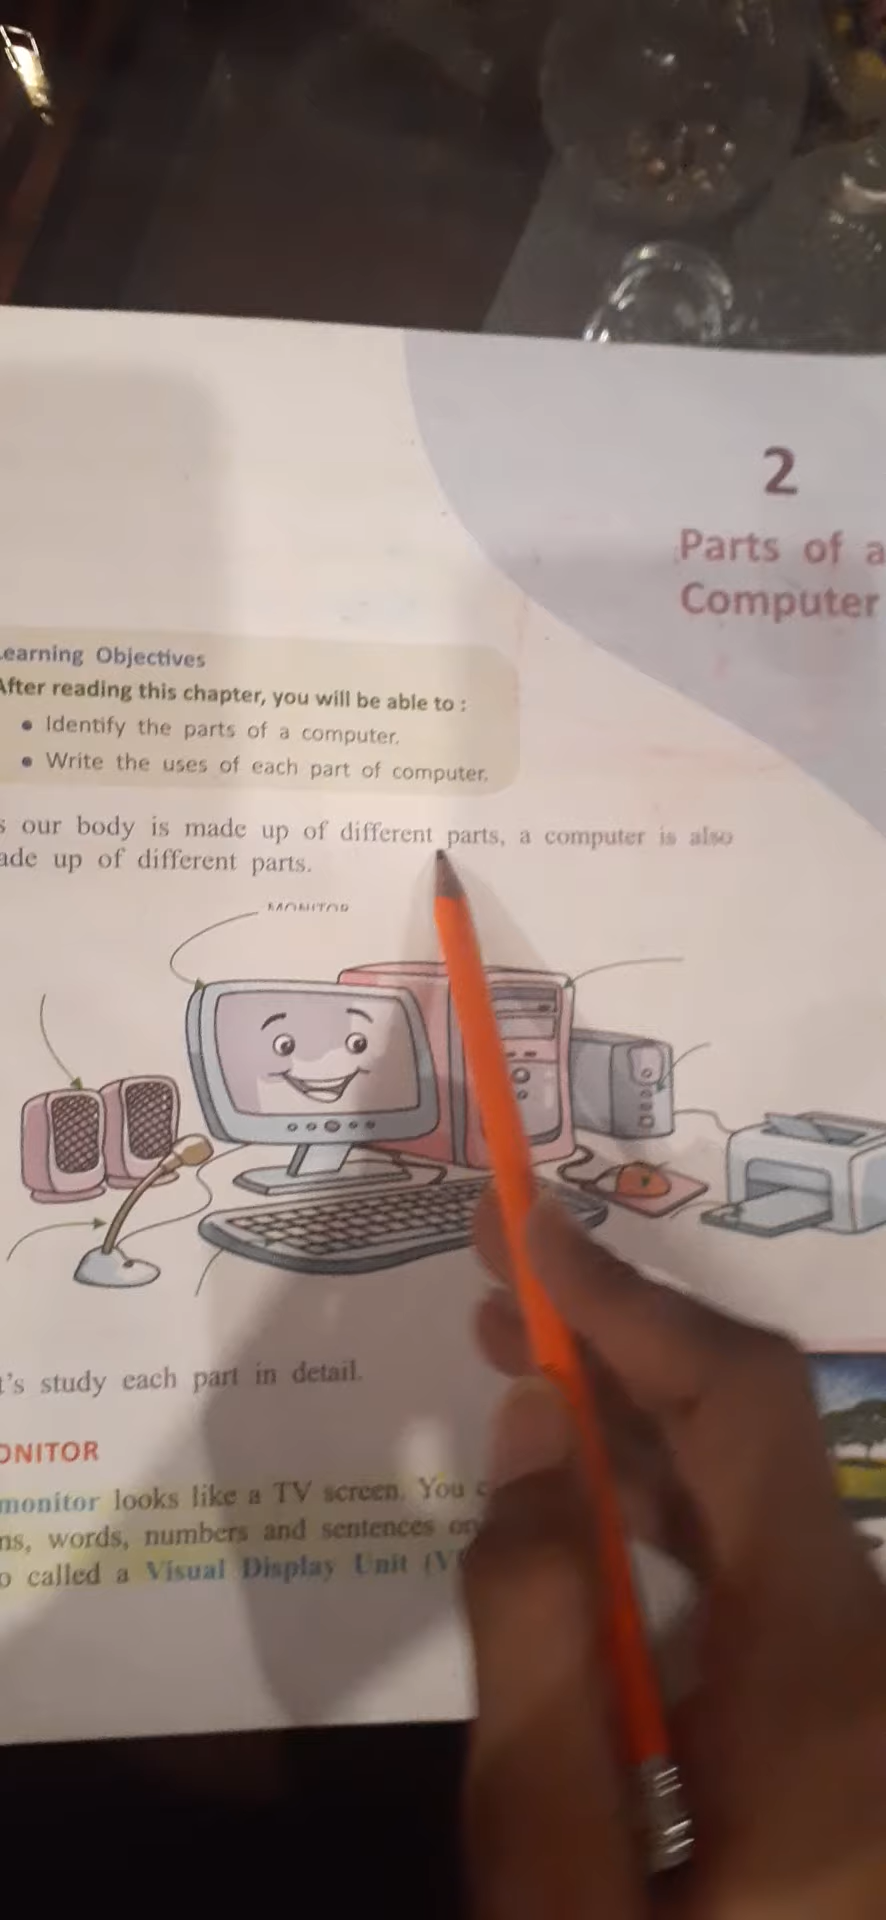 2
Parts of a
Computer
earning Objectives
After reading this chapter, you will be able to :
• Identify the parts of a computer.
• Write the uses of each part of computer.
s our body is made up of different parts, a computer is also
ade up of different parts.
MONITOR
t's study each part in detail.
ONITOR
monitor looks like a TV screen. You c
ns, words, numbers and sentences on
o called a Visual Display Unit (V